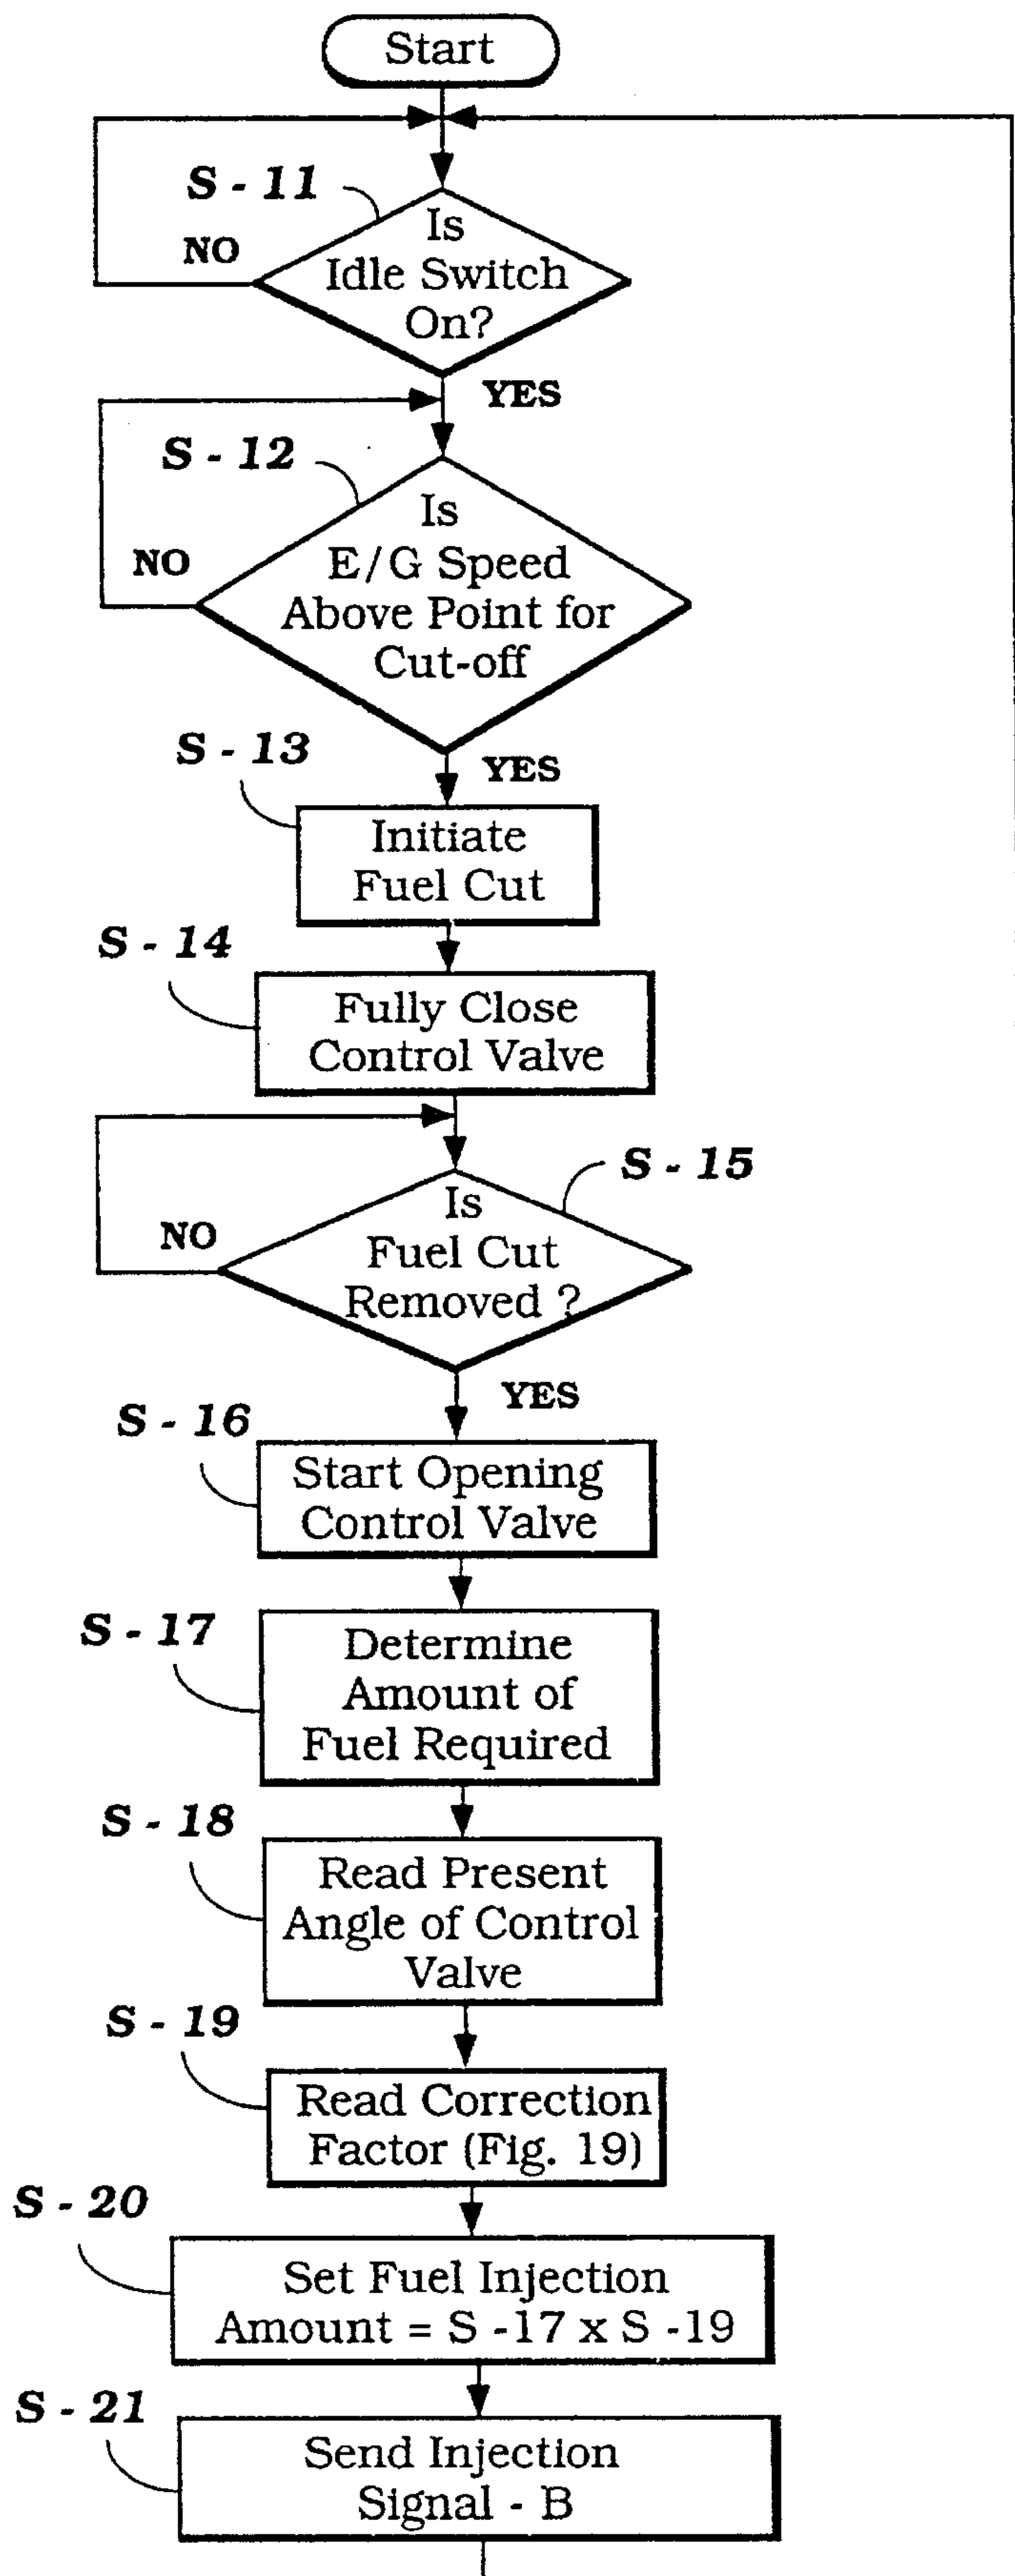 Start
S - 11
NO
Is
Idle Switch
On?
YES
S - 12
NO
Is
E/G Speed
Above Point for
Cut-off
S - 13
YES
Initiate
Fuel Cut
S - 14
Fully Close
Control Valve
S - 15
NO
Is
Fuel Cut
Removed ?
YES
S - 16
Start Opening
Control Valve
S - 17
Determine
Amount of
Fuel Required
S - 18
Read Present
Angle of Control
Valve
S - 19
Read Correction
Factor (Fig. 19)
S - 20
Set Fuel Injection
Amount = S -17 x S -19
S - 21
Send Injection
Signal - B